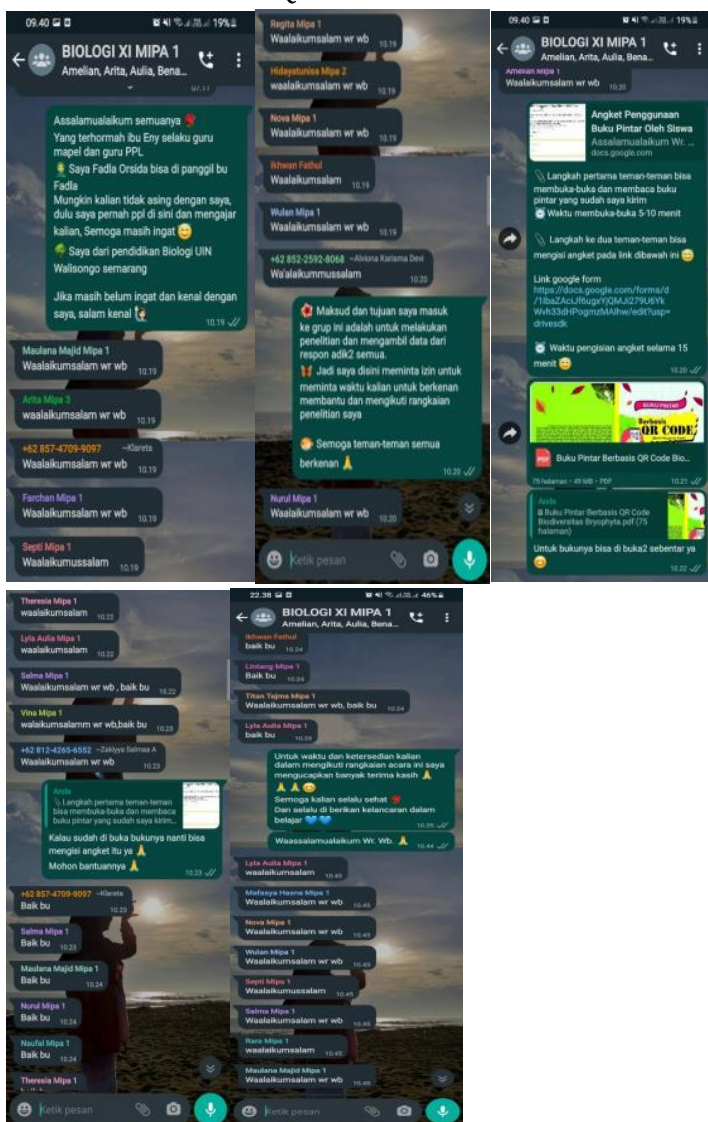 09.40
19%
BIOLOGI XI MIPA 1
Amelian, Arita, Aulia, Bena...
07.11
Assalamualaikum semuanya 🌹
Yang terhormah ibu Eny selaku guru
mapel dan guru PPL
Saya Fadla Orsida bisa di panggil bu
Fadla
Mungkin kalian tidak asing dengan saya,
dulu saya pernah ppl di sini dan mengajar
kalian, Semoga masih ingat 😊
🌳 Saya dari pendidikan Biologi UIN
Walisongo semarang
Jika masih belum ingat dan kenal dengan
saya, salam kenal
10.19
Maulana Majid Mipa 1
Waalaikumsalam wr wb 10.19
Arita Mipa 3
waalaikumsalam wr wb 10.19
+62 857-4709-9097 ~Klareta
Waalaikumsalam wr wb 10.19
Farchan Mipa 1
Waalaikumsalam wr wb 10.19
Septi Mipa 1
Waalaikumussalam 10.19
Regita Mipa 1
Waalaikumsalam wr wb 10.19
Hidayatunisa Mipa 2
waalaikumsalam wr wb 10.19
Nova Mipa 1
Waalaikumsalam wr wb 10.19
Ikhwan Fathul
Waalaikumsalam 10.19
Wulan Mipa 1
Waalaikumsalam wr wb 10.19
+62 852-2592-8068 ~Alviona Karisma Devi
Wa'alaikummussalam 10.20
Maksud dan tujuan saya masuk
ke grup ini adalah untuk melakukan
penelitian dan mengambil data dari
respon adik2 semua.
Jadi saya disini meminta izin untuk
meminta waktu kalian untuk berkenan
membantu dan mengikuti rangkaian
penelitian saya
Semoga teman-teman semua
berkenan 🙏
10.20
Nurul Mipa 1
Waalaikumsalam wr wb 10.20
Ketik pesan
09.40
19%
BIOLOGI XI MIPA 1
Amelian, Arita, Aulia, Bena...
Amelian Mipa 1
Waalaikumsalam wr wb 10.20
Angket Penggunaan
Buku Pintar Oleh Siswa
Assalamualaikum Wr. ...
docs.google.com
📎 Langkah pertama teman-teman bisa
membuka-buka dan membaca buku
pintar yang sudah saya kirim
⏰ Waktu membuka-buka 5-10 menit
📎 Langkah ke dua teman-teman bisa
mengisi angket pada link dibawah ini 😊
Link google form
https://docs.google.com/forms/d
⏰ Waktu pengisian angket selama 15
menit 😊
10.20
BUKU PINTAR
Berbasis
QR CODE
Buku Pintar Berbasis QR Code Bio...
75 halaman • 49 MB • PDF 10.21
Anda
Buku Pintar Berbasis QR Code
Biodiversitas Bryophyta.pdf (75
halaman)
Untuk bukunya bisa di buka2 sebentar ya
😊
10.22
Theresia Mipa 1
waalaikumsalam 10.22
Lyla Aulia Mipa 1
waalaikumsalam 10.22
Salma Mipa 1
Waalaikumsalam wr wb , baik bu 10.22
Vina Mipa 1
walaikumsalamm wr wb,baik bu 10.23
+62 812-4265-6552 ~Zakiyya Salmaa A
Waalaikumsalam wr wb 10.23
Anda
📎 Langkah pertama teman-teman
bisa membuka-buka dan membaca
buku pintar yang sudah saya kirim...
Kalau sudah di buka bukunya nanti bisa
mengisi angket itu ya 🙏
Mohon bantuannya 🙏
10.23
+62 857-4709-9097 ~Klareta
Baik bu 10.23
Salma Mipa 1
Baik bu 10.23
Maulana Majid Mipa 1
Baik bu 10.24
Nurul Mipa 1
Baik bu 10.24
Naufal Mipa 1
Baik bu 10.24
Theresia Mipa 1
Ketik pesan
22.38
46%
BIOLOGI XI MIPA 1
Amelian, Arita, Aulia, Bena...
Ikhwan Fathul
baik bu 10.24
Lintang Mipa 1
Baik bu 10.24
Titan Tajma Mipa 1
Waalaikumsalam wr wb, baik bu 10.24
Lyla Aulia Mipa 1
baik bu 10.29
Untuk waktu dan ketersedian kalian
dalam mengikuti rangkaian acara ini saya
mengucapkan banyak terima kasih 🙏
🙏 🙏 😊
Semoga kalian selalu sehat 🌹
Dan selalu di berikan kelancaran dalam
belajar 💙💙
10.35
Waassalamualaikum Wr. Wb. 🙏 10.44
Lyla Aulia Mipa 1
waalaikumsalam 10.45
Mafasya Hasna Mipa 1
Waalaikumsalam wr wb 10.45
Nova Mipa 1
Waalaikumsalam wr wb 10.45
Wulan Mipa 1
Waalaikumsalam wr wb 10.45
Septi Mipa 1
Waalaikumussalam 10.45
Salma Mipa 1
Waalaikumsalam wr wb 10.45
Rara Mipa 1
waalaikumsalam 10.45
Maulana Majid Mipa 1
Waalaikumsalam wr wb 10.46
Ketik pesan